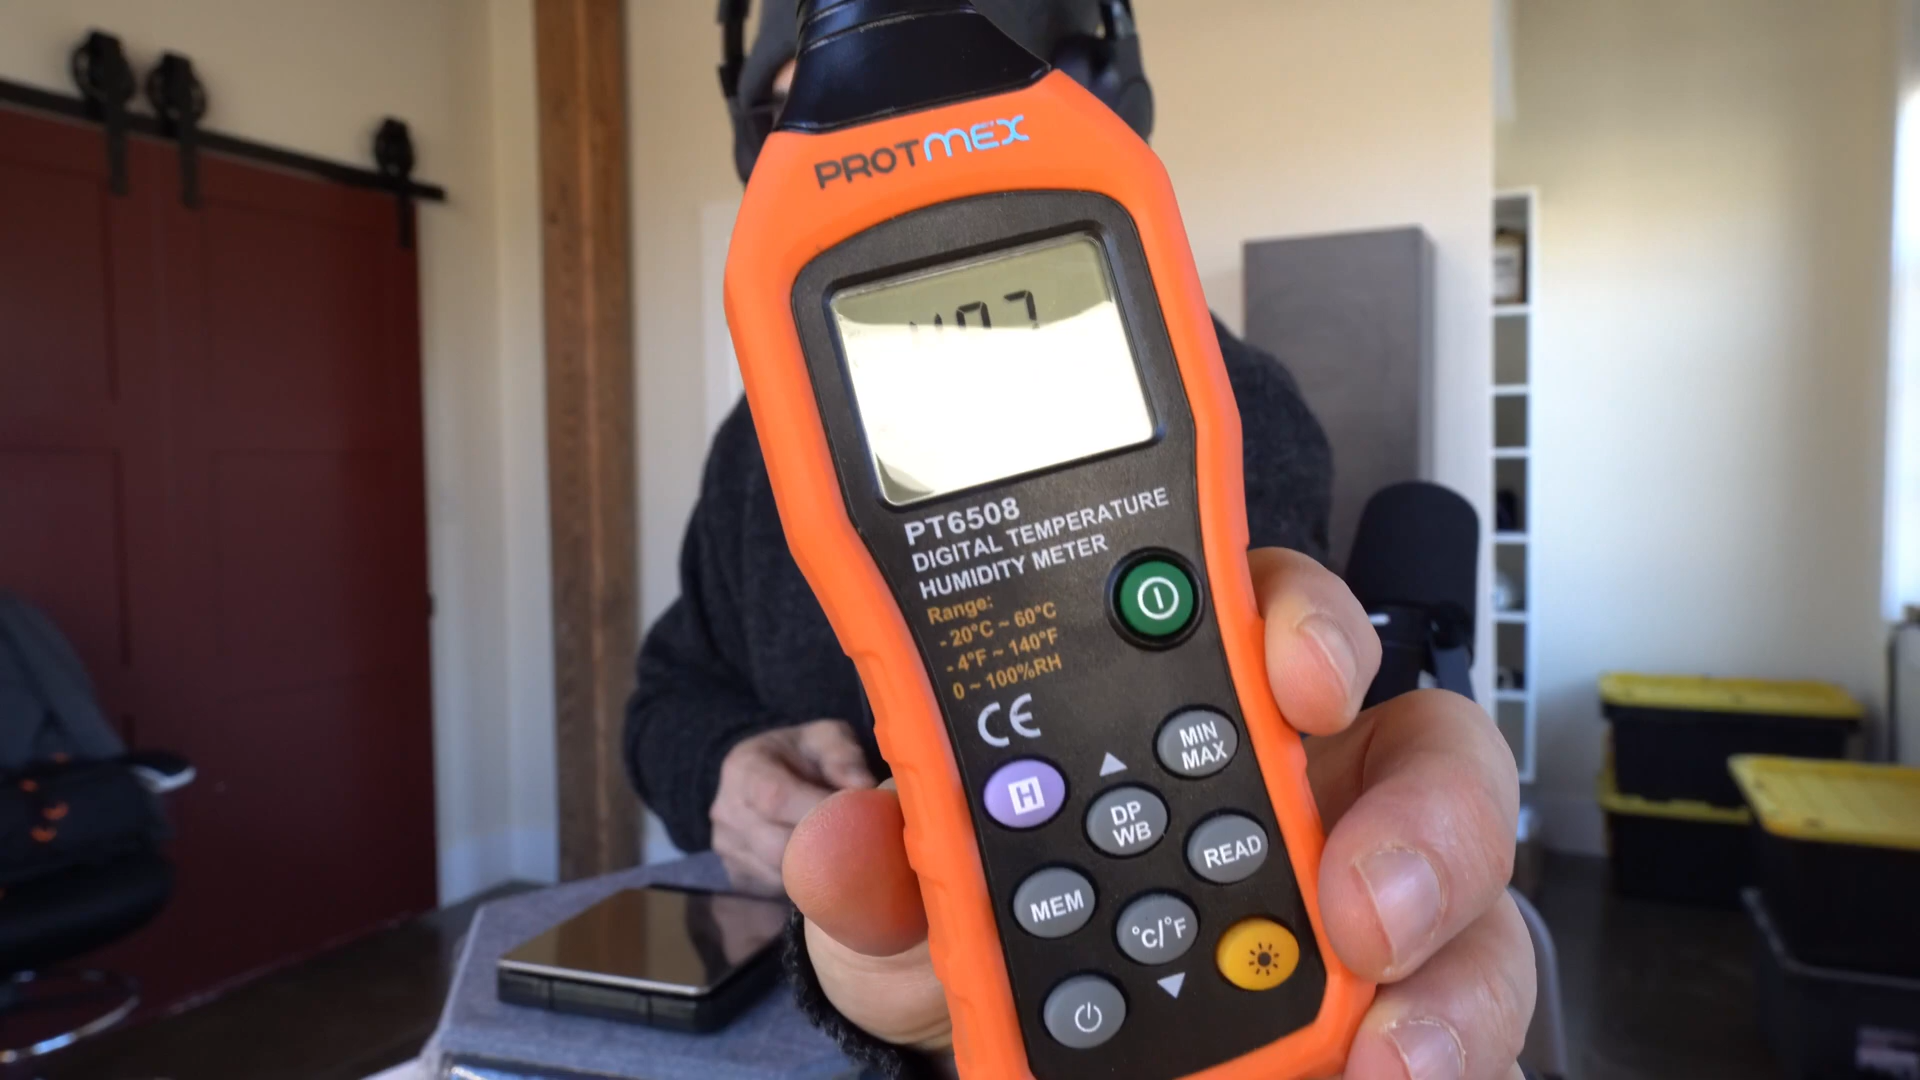 PROTMEX
PT6508
DIGITAL TEMPERATURE
HUMIDITY METER
Range:
- 20°C ~ 60°C
- 4°F ~ 140°F
0 ~ 100%RH
CE
MIN
MAX
H
DP
WB
READ
MEM
°C/°F